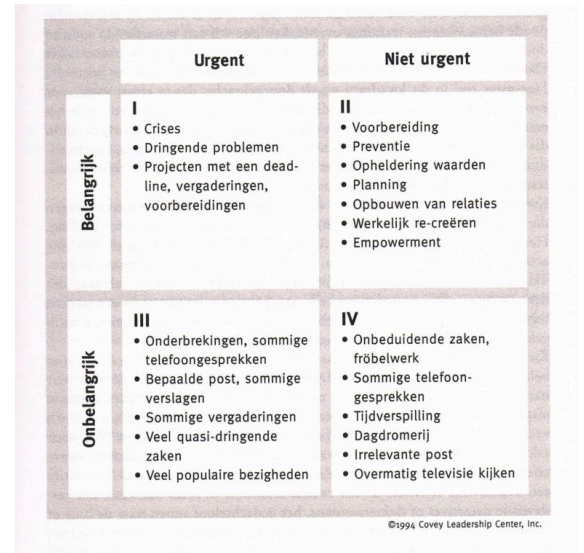 Urgent
Niet urgent
Belangrijk
I
• Crises
• Dringende problemen
• Projecten met een dead-
line, vergaderingen,
voorbereidingen
II
• Voorbereiding
• Preventie
• Opheldering waarden
• Planning
• Opbouwen van relaties
• Werkelijk re-creëren
• Empowerment
Onbelangrijk
III
• Onderbrekingen, sommige
telefoongesprekken
• Bepaalde post, sommige
verslagen
• Sommige vergaderingen
• Veel quasi-dringende
zaken
• Veel populaire bezigheden
IV
• Onbeduidende zaken,
fröbelwerk
• Sommige telefoon-
gesprekken
• Tijdverspilling
• Dagdromerij
• Irrelevante post
• Overmatig televisie kijken
©1994 Covey Leadership Center, Inc.